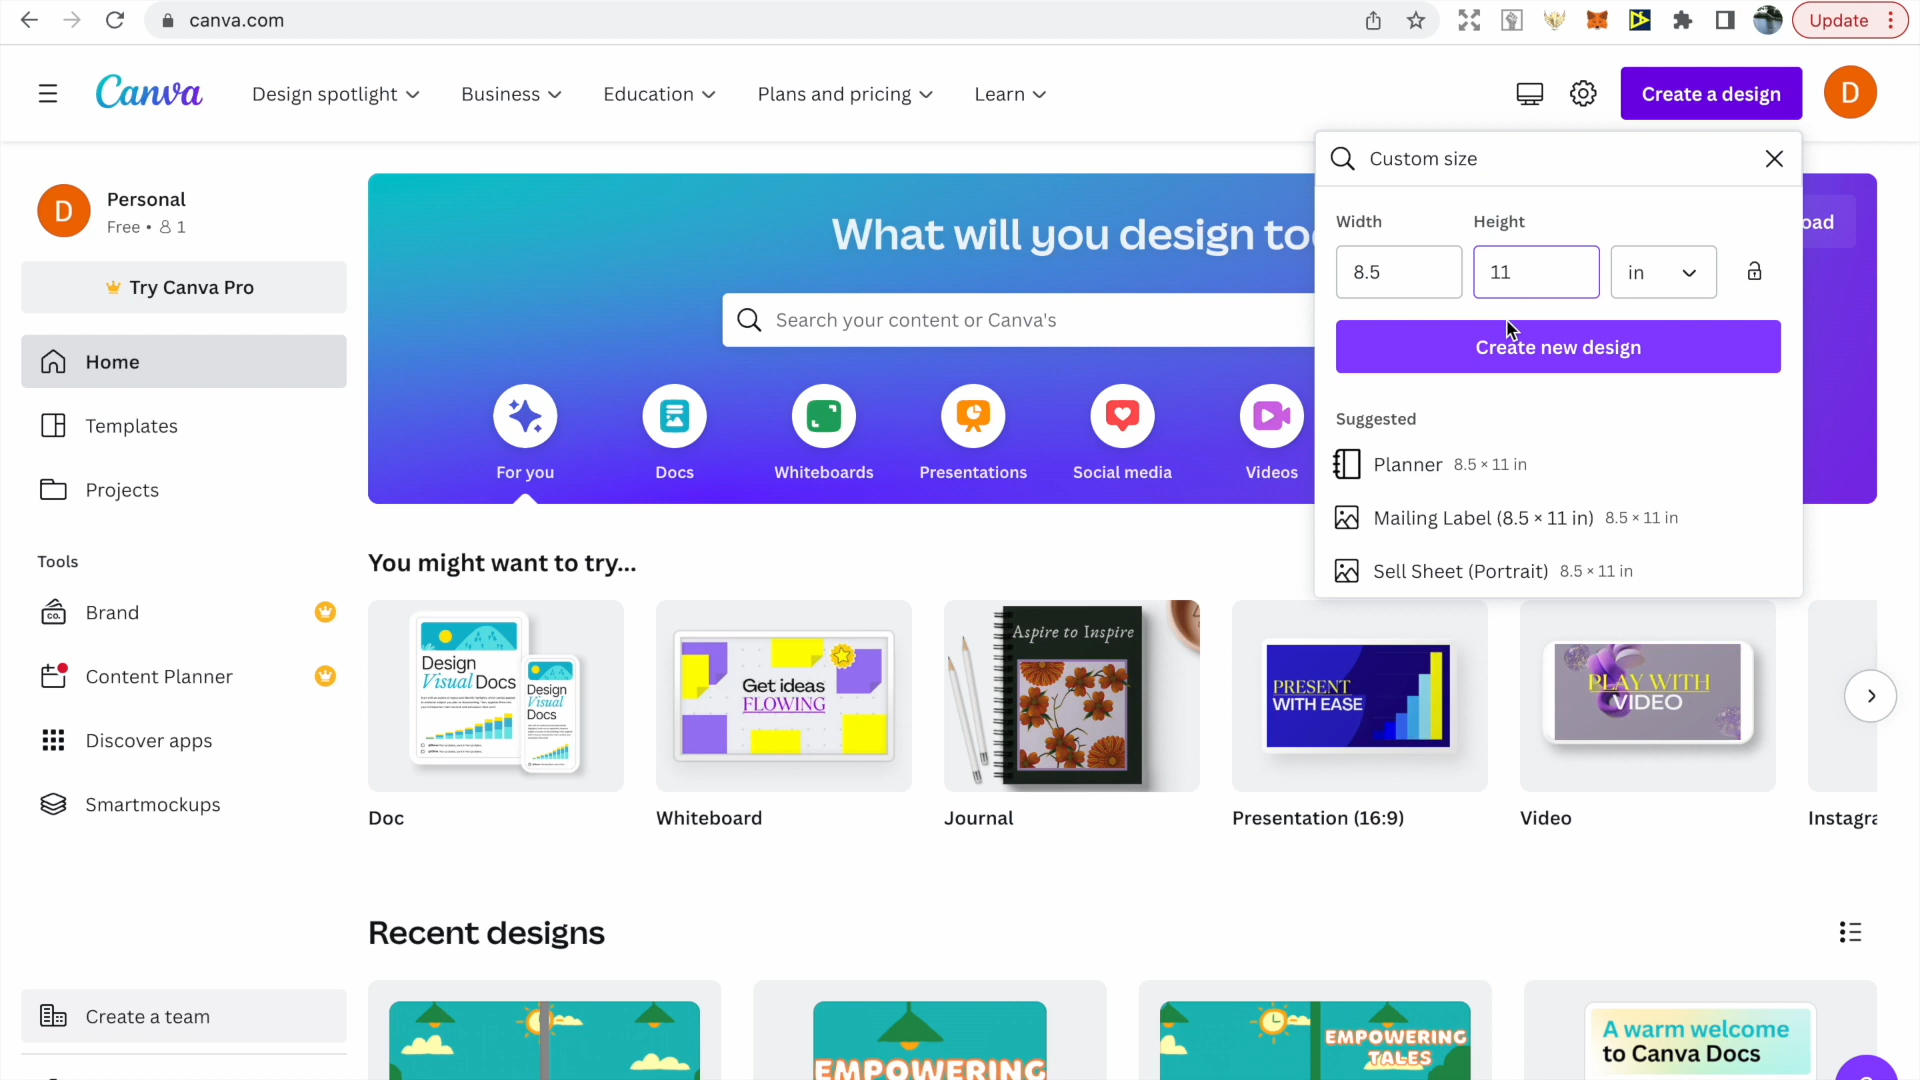 canva.com
Update
Canva
Design spotlight
Business
Education
Plans and pricing
Learn
Create a design
D
Custom size
Width
Height
8.5
11
in
Create new design
Suggested
Planner 8.5 × 11 in
Mailing Label (8.5 × 11 in) 8.5 × 11 in
Sell Sheet (Portrait) 8.5 × 11 in
D
Personal
Free • 1
Try Canva Pro
Home
Templates
Projects
Tools
CO.
Brand
Content Planner
Discover apps
Smartmockups
Create a team
What will you design to
oad
Search your content or Canva's
For you
Docs
Whiteboards
Presentations
Social media
Videos
You might want to try...
Design
Visual Docs
Design
Visual
Docs
Get ideas
FLOWING
Aspire to Inspire
PRESENT
WITH EASE
PLAY WITH
VIDEO
Doc
Whiteboard
Journal
Presentation (16:9)
Video
Instagra
Recent designs
EMPOWERING
EMPOWERING
TALES
A warm welcome
to Canva Docs